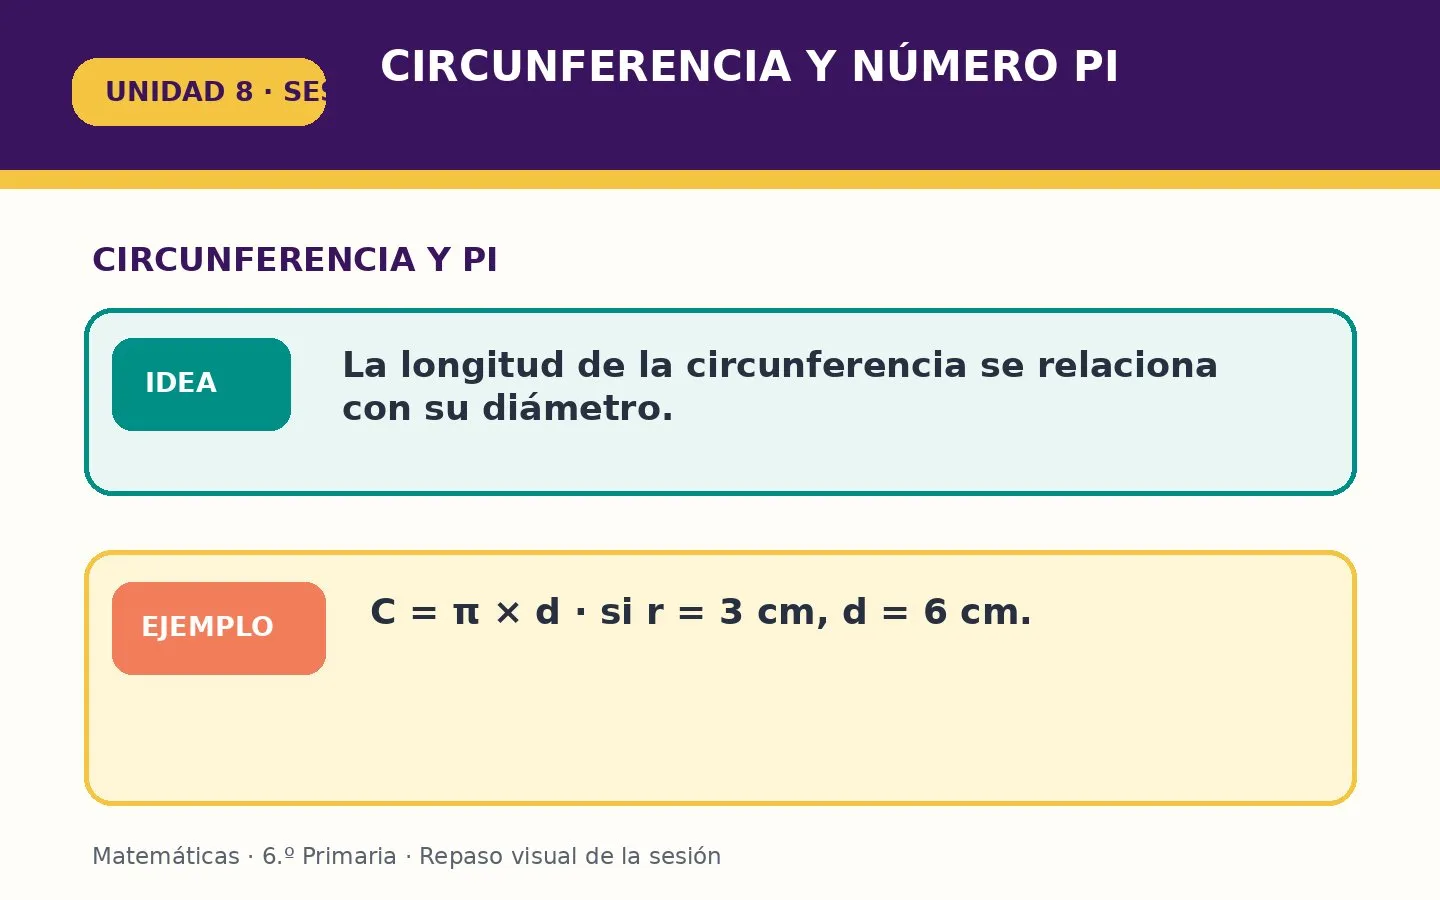 UNIDAD 8 · SES
CIRCUNFERENCIA Y NÚMERO PI
CIRCUNFERENCIA Y PI
IDEA
La longitud de la circunferencia se relaciona
con su diámetro.
EJEMPLO
C = π × d · si r = 3 cm, d = 6 cm.
Matemáticas · 6.º Primaria · Repaso visual de la sesión